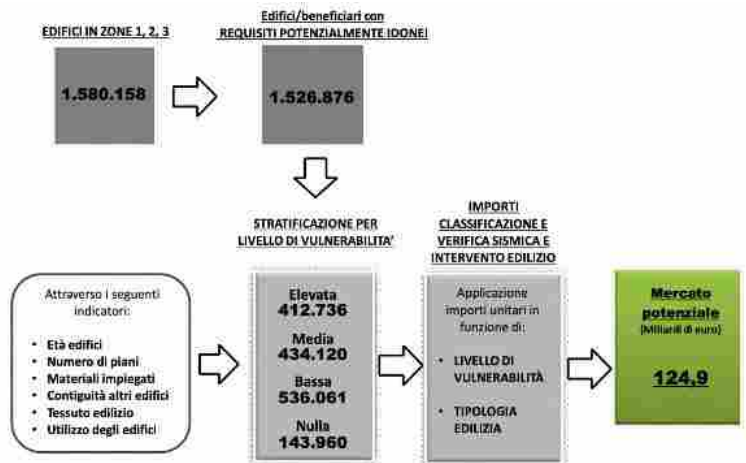 EDIFICI IN ZONE 1, 2, 3
Edifici/beneficiari con
REQUISITI POTENZIALMENTE IDONEI
1.580.158
1.526.876
STRATIFICAZIONE PER
LIVELLO DI VULNERABILITA'
IMPORTI
CLASSIFICAZIONE E
VERIFICA SISMICA E
INTERVENTO EDILIZIO
Attraverso i seguenti
indicatori:
• Età edifici
• Numero di piani
• Materiali impiegati
• Contiguità altri edifici
• Tessuto edilizio
• Utilizzo degli edifici
Elevata
412.736
Media
434.120
Bassa
536.061
Nulla
143.960
Applicazione
importi unitari in
funzione di:
• LIVELLO DI
VULNERABILITÀ
• TIPOLOGIA
EDILIZIA
Mercato
potenziale
(Miliardi di euro)
124,9